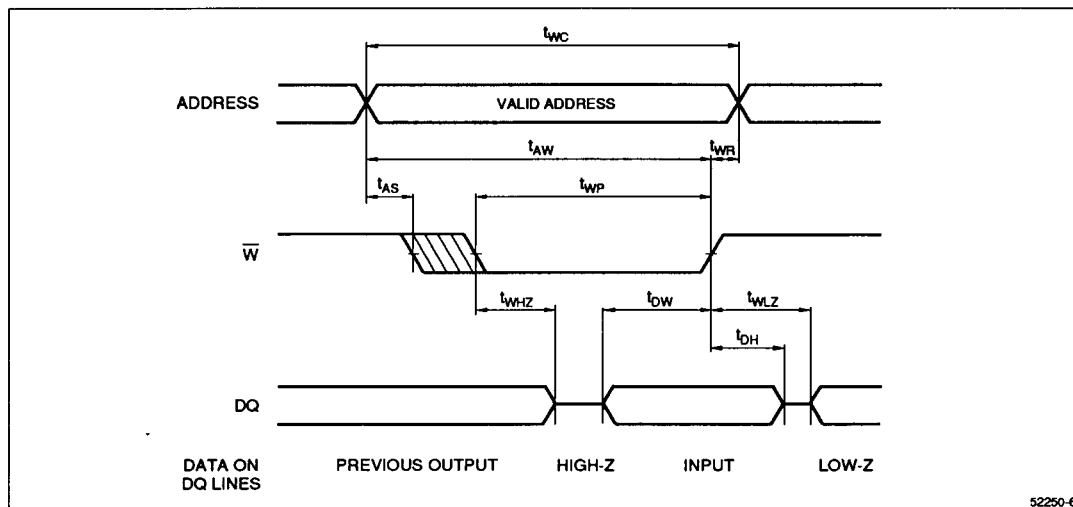 tWC
ADDRESS
VALID ADDRESS
tAW
tWR
tAS
tWP
W̅
tWHZ
tDW
tWLZ
tDH
DQ
DATA ON
DQ LINES
PREVIOUS OUTPUT
HIGH-Z
INPUT
LOW-Z
52250-6